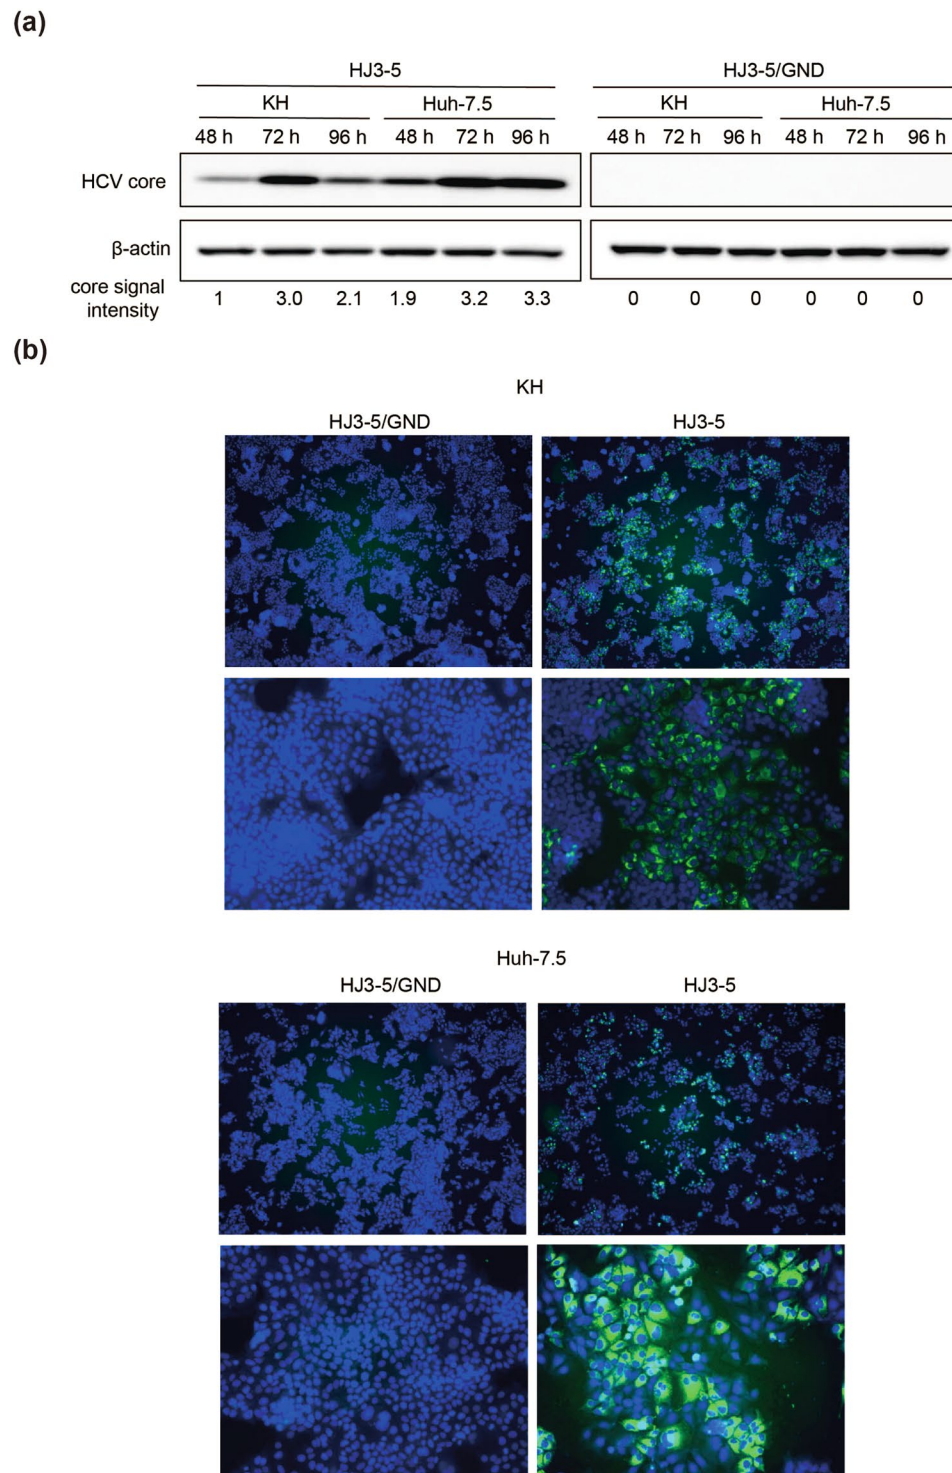 (a)
HJ3-5 HJ3-5/GND
KH Huh-7.5 KH Huh-7.5
48 h 72 h 96 h 48 h 72 h 96 h 48 h 72 h 96 h 48 h 72 h 96 h
HCV core
β-actin
core signal intensity 1 3.0 2.1 1.9 3.2 3.3 0 0 0 0 0 0
(b)
KH
HJ3-5/GND HJ3-5
Huh-7.5
HJ3-5/GND HJ3-5